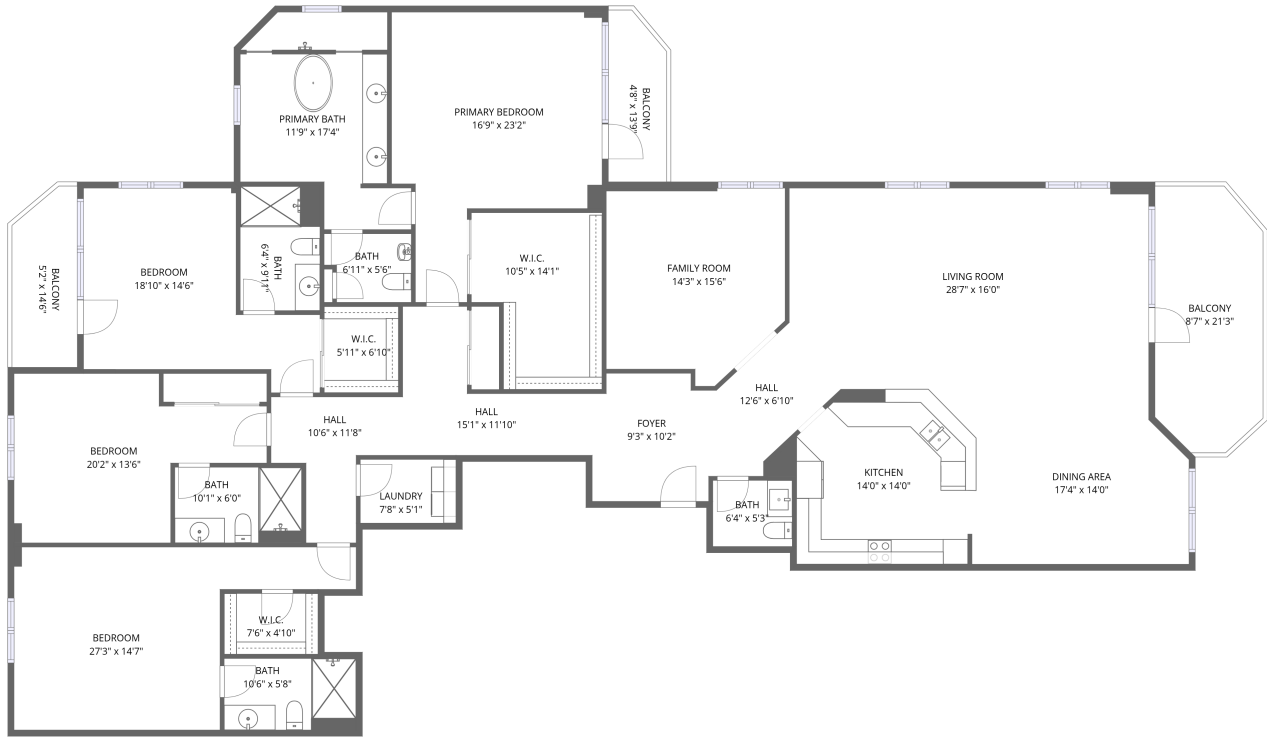 PRIMARY BATH
11'9" x 17'4"
PRIMARY BEDROOM
16'9" x 23'2"
BALCONY
4'8" x 13'9"
BALCONY
5'2" x 14'6"
BEDROOM
18'10" x 14'6"
BATH
6'4" x 9'1"
BATH
6'11" x 5'6"
W.I.C.
10'5" x 14'1"
FAMILY ROOM
14'3" x 15'6"
LIVING ROOM
28'7" x 16'0"
BALCONY
8'7" x 21'3"
W.I.C.
5'11" x 6'10"
HALL
12'6" x 6'10"
HALL
10'6" x 11'8"
HALL
15'1" x 11'10"
FOYER
9'3" x 10'2"
BEDROOM
20'2" x 13'6"
BATH
10'1" x 6'0"
LAUNDRY
7'8" x 5'1"
BATH
6'4" x 5'3"
KITCHEN
14'0" x 14'0"
DINING AREA
17'4" x 14'0"
BEDROOM
27'3" x 14'7"
W.I.C.
7'6" x 4'10"
BATH
10'6" x 5'8"